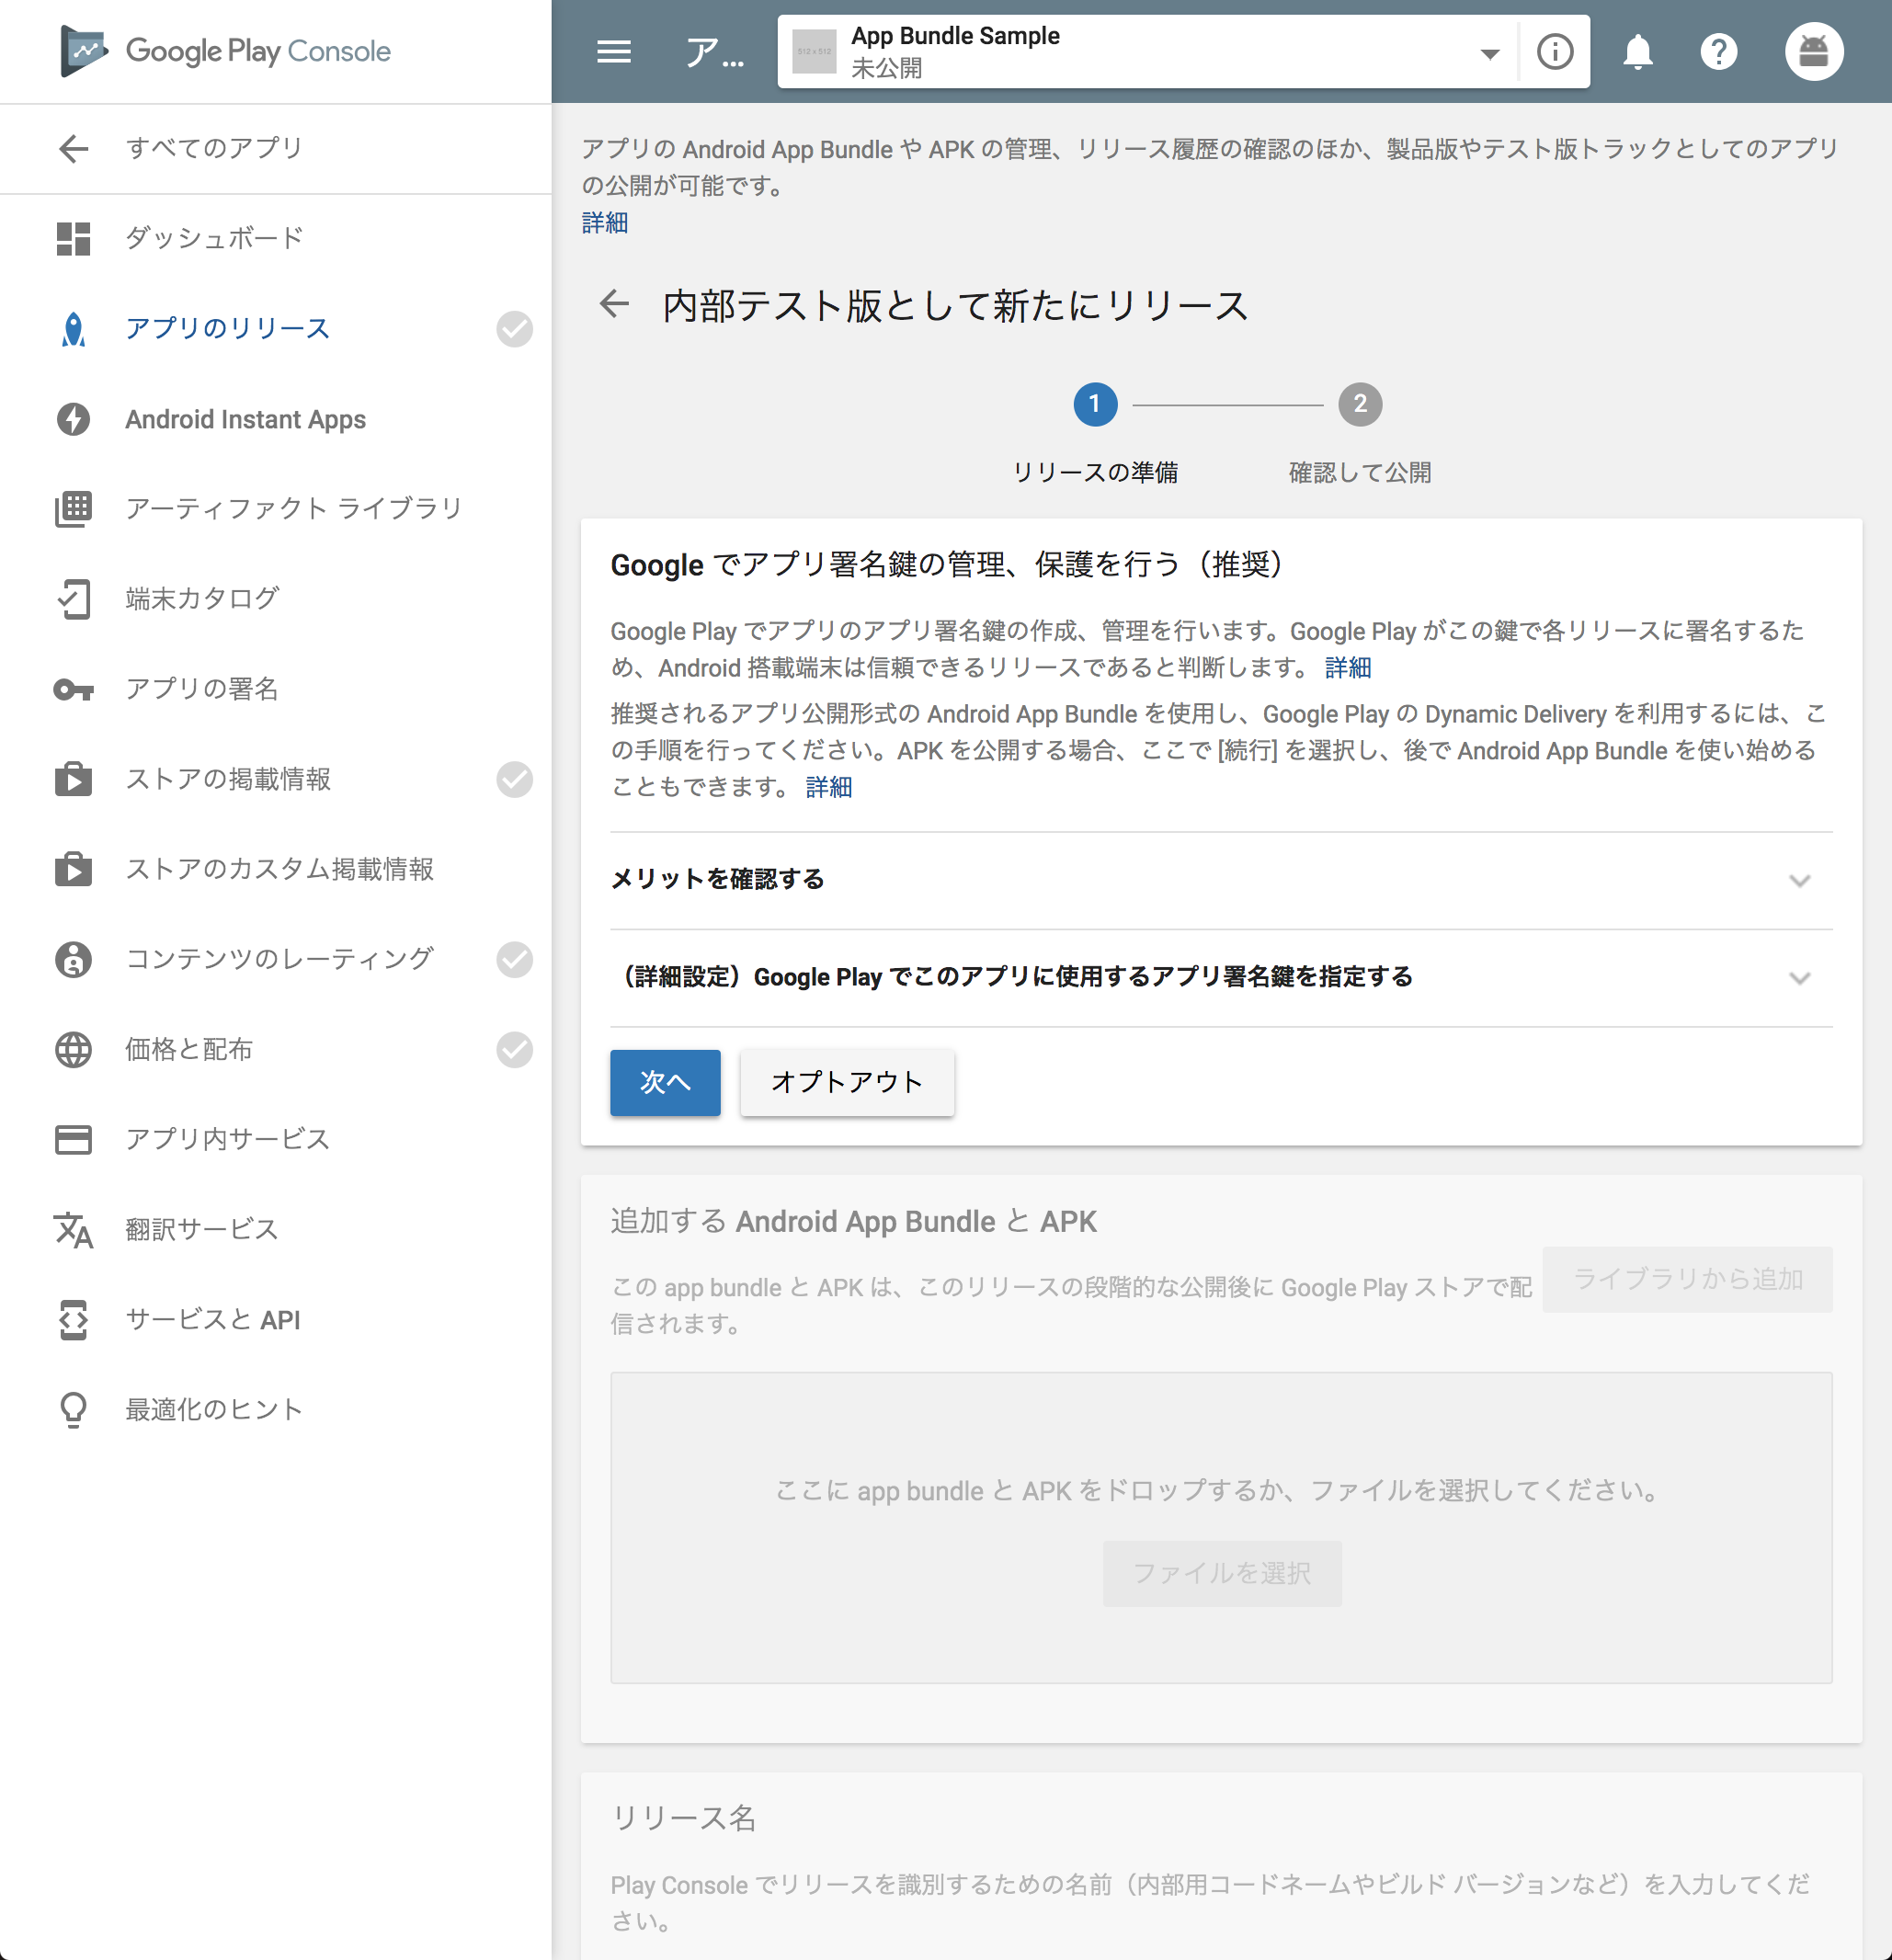 Google Play Console
すべてのアプリ
ダッシュボード
アプリのリリース
Android Instant Apps
アーティファクト ライブラリ
端末カタログ
アプリの署名
ストアの掲載情報
ストアのカスタム掲載情報
コンテンツのレーティング
価格と配布
アプリ内サービス
翻訳サービス
サービスと API
最適化のヒント
ア...
512 x 512
App Bundle Sample
未公開
アプリの Android App Bundle や APK の管理、リリース履歴の確認のほか、製品版やテスト版トラックとしてのアプリ
の公開が可能です。
詳細
内部テスト版として新たにリリース
1
2
リリースの準備
確認して公開
Google でアプリ署名鍵の管理、保護を行う（推奨）
Google Play でアプリのアプリ署名鍵の作成、管理を行います。Google Play がこの鍵で各リリースに署名するた
め、Android 搭載端末は信頼できるリリースであると判断します。 詳細
推奨されるアプリ公開形式の Android App Bundle を使用し、Google Play の Dynamic Delivery を利用するには、こ
の手順を行ってください。APK を公開する場合、ここで [続行] を選択し、後で Android App Bundle を使い始める
こともできます。 詳細
メリットを確認する
（詳細設定）Google Play でこのアプリに使用するアプリ署名鍵を指定する
次へ
オプトアウト
追加する Android App Bundle と APK
この app bundle と APK は、このリリースの段階的な公開後に Google Play ストアで配
信されます。
ライブラリから追加
ここに app bundle と APK をドロップするか、ファイルを選択してください。
ファイルを選択
リリース名
Play Console でリリースを識別するための名前（内部用コードネームやビルド バージョンなど）を入力してくだ
さい。